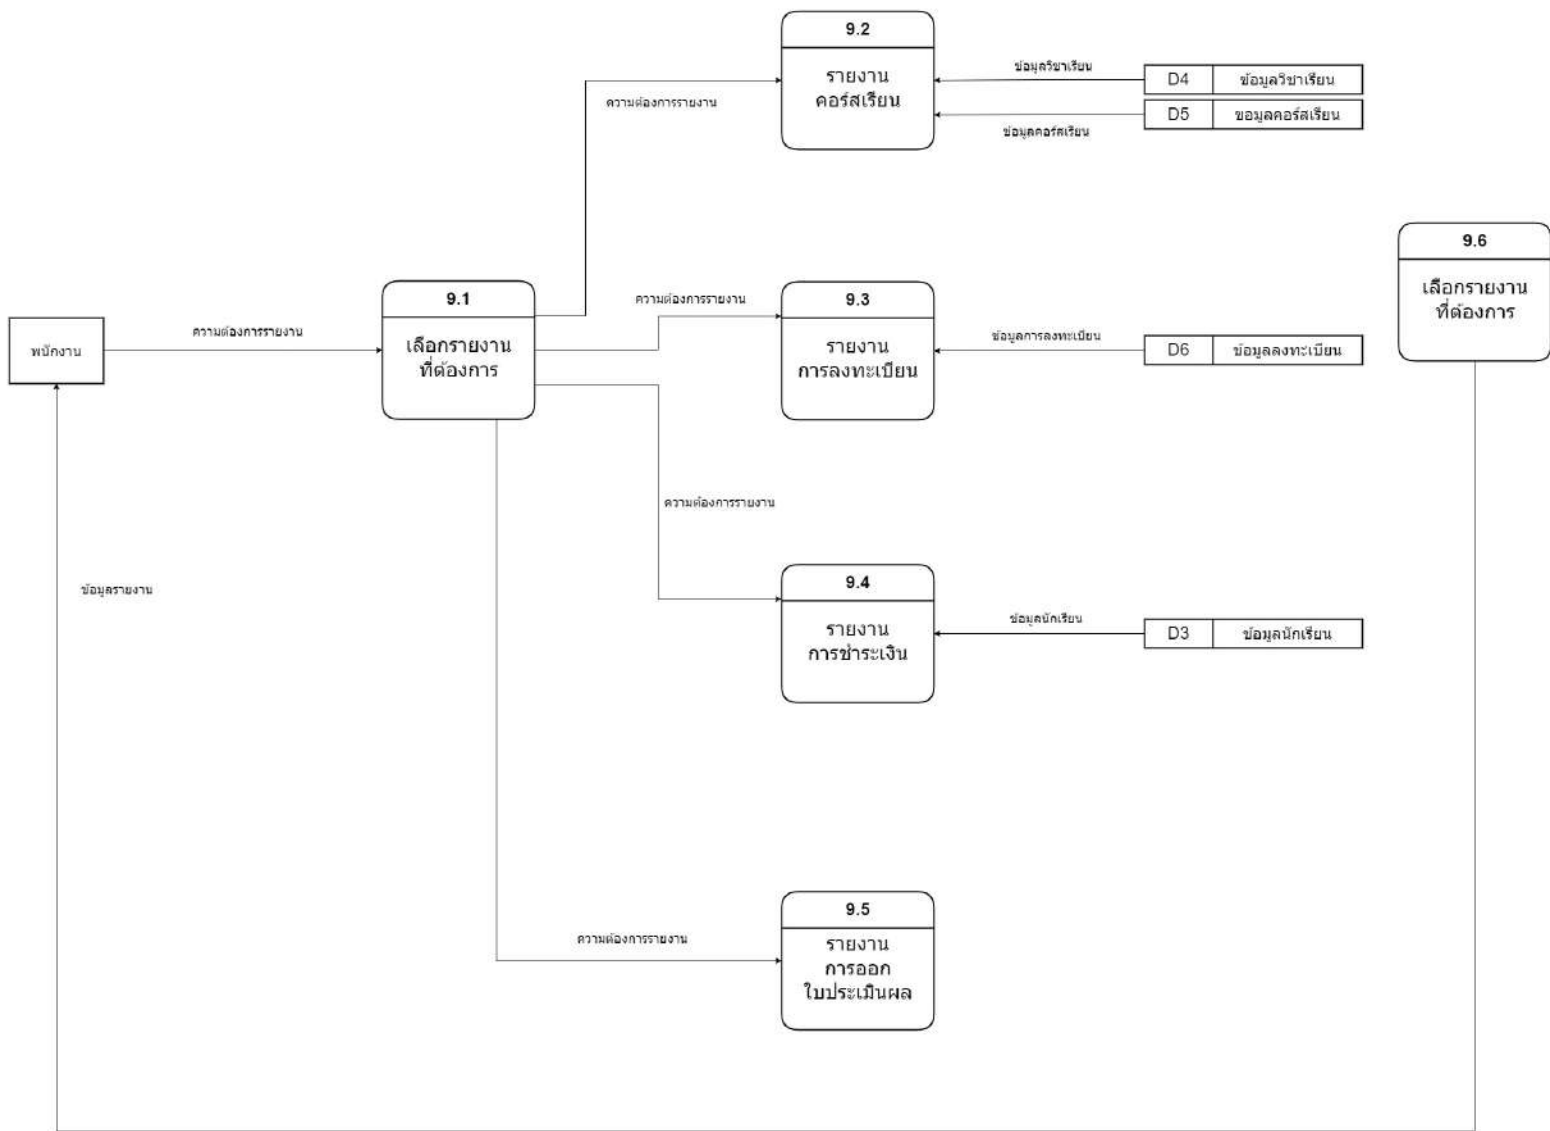 9.2
รายงาน
คอร์สเรียน
ข้อมูลวิชาเรียน
D4 ข้อมูลวิชาเรียน
ความต้องการรายงาน
D5 ขอมูลคอร์สเรียน
ข้อมูลคอร์สเรียน
9.6
เลือกรายงาน
ที่ต้องการ
9.1
เลือกรายงาน
ที่ต้องการ
ความต้องการรายงาน
9.3
รายงาน
การลงทะเบียน
พนักงาน
ความต้องการรายงาน
ข้อมูลการลงทะเบียน
D6 ข้อมูลลงทะเบียน
ความต้องการรายงาน
9.4
รายงาน
การชำระเงิน
ข้อมูลรายงาน
ข้อมูลนักเรียน
D3 ข้อมูลนักเรียน
9.5
รายงาน
การออก
ใบประเมินผล
ความต้องการรายงาน